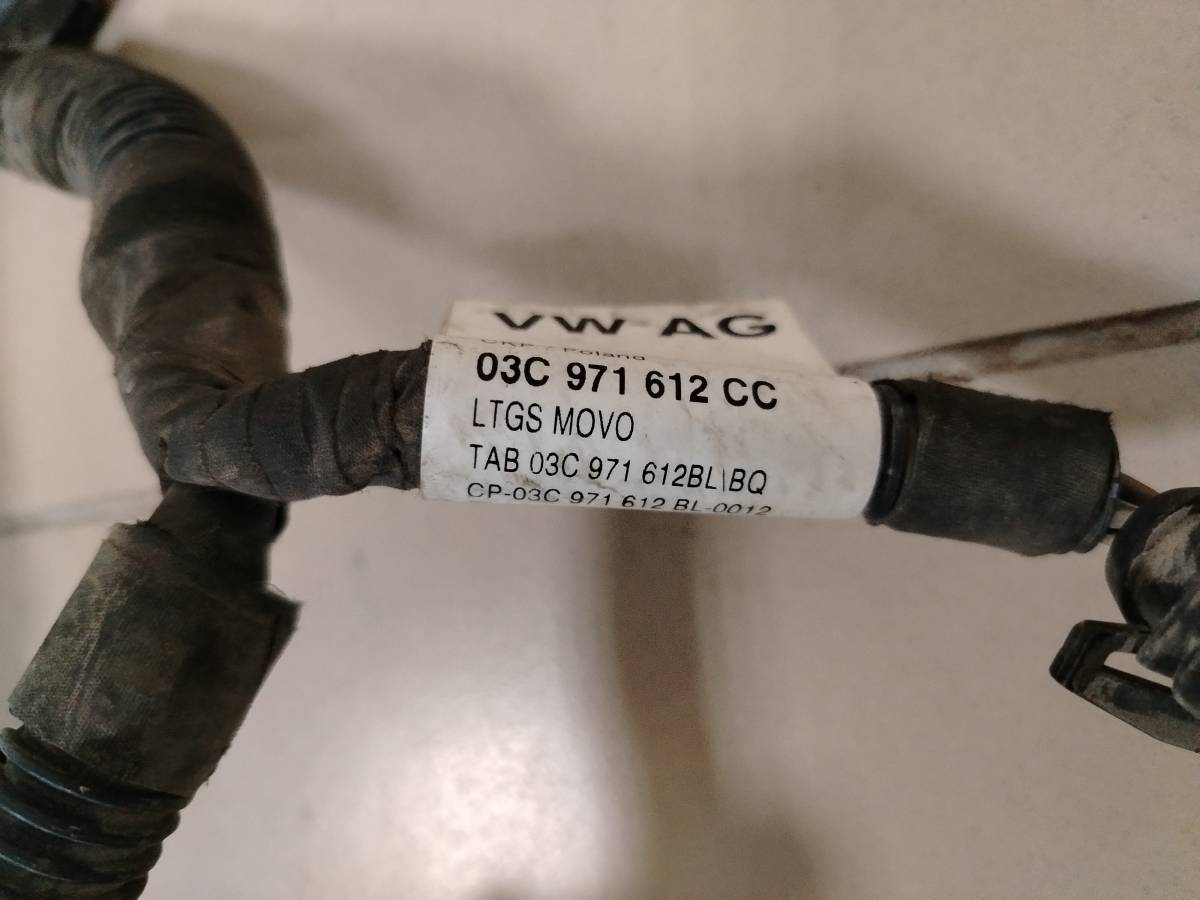 VW-AG
Poland
03C 971 612 CC
LTGS MOVO
TAB 03C 971 612BL\BQ
CP-03C 971 612 BL-0012